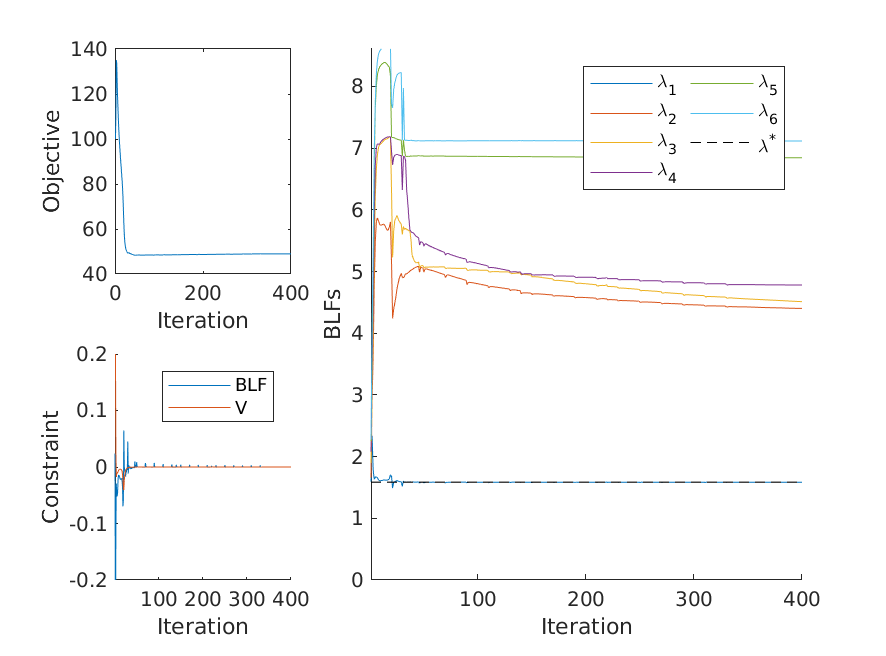 140
120
100
80
60
40
0
200
400
Objective
Iteration
0.2
0.1
0
-0.1
-0.2
100 200 300 400
Constraint
Iteration
BLF
V
8
7
6
5
4
3
2
1
0
100
200
300
400
BLFs
Iteration
λ1 λ5
λ2 λ6
λ3 λ*
λ4